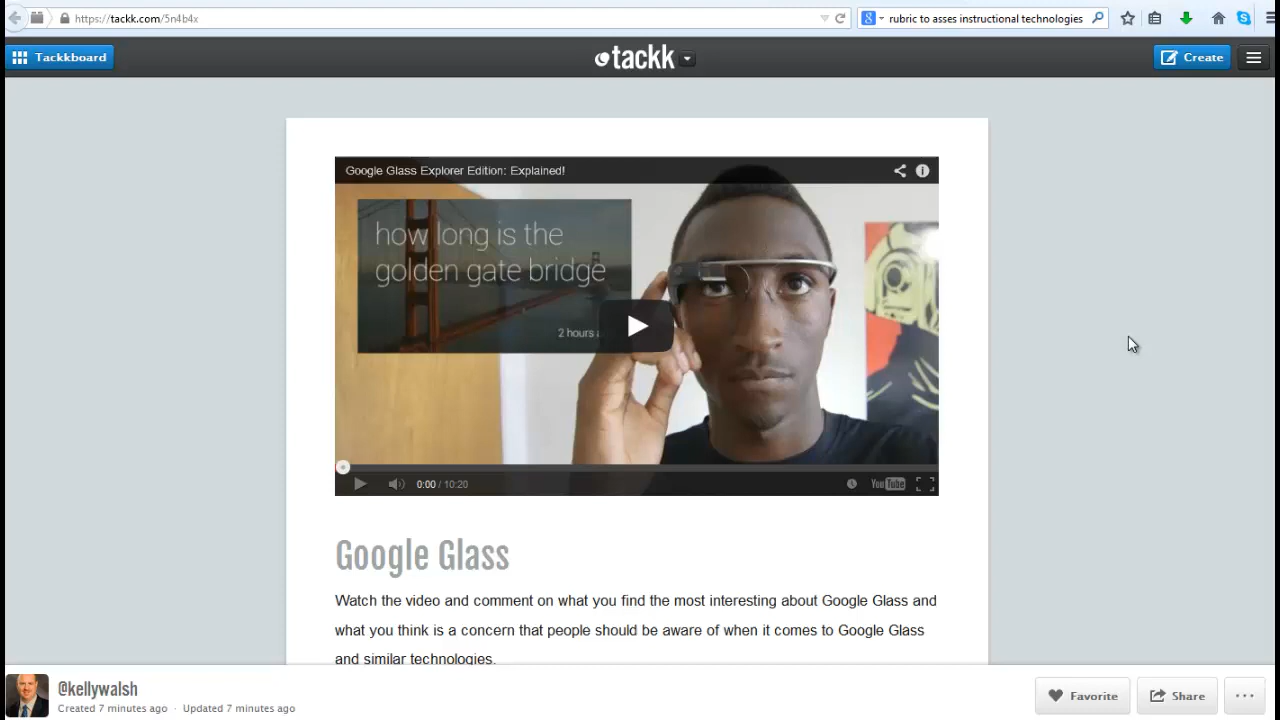 https://tackk.com/5n4b4x
rubric to asses instructional technologies
Tackkboard
tackk
Create
Google Glass Explorer Edition: Explained!
how long is the
golden gate bridge
2 hours
0:00 / 10:20
YouTube
Google Glass
Watch the video and comment on what you find the most interesting about Google Glass and
what you think is a concern that people should be aware of when it comes to Google Glass
and similar technologies.
@kellywalsh
Created 7 minutes ago · Updated 7 minutes ago
Favorite
Share